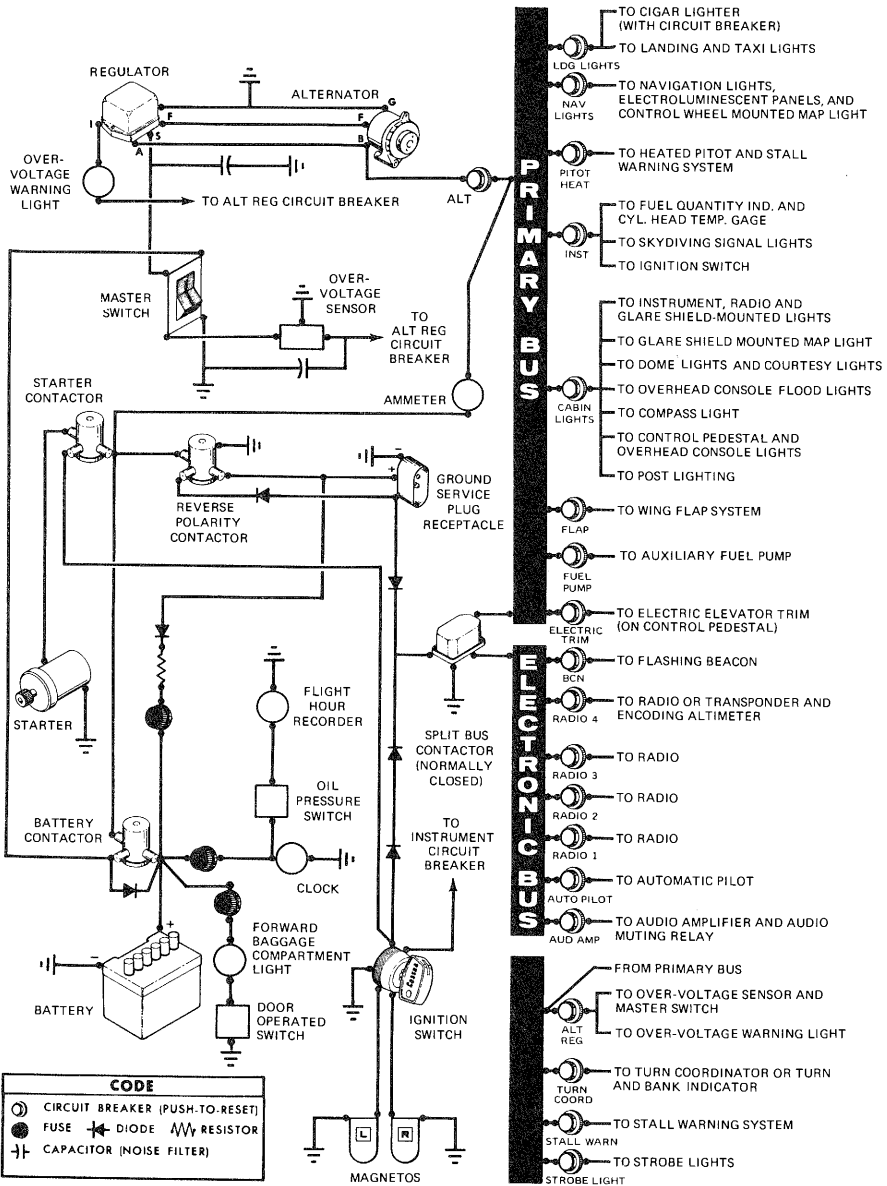 REGULATOR
ALTERNATOR
G
I
F
F
S
A
B
OVER-
VOLTAGE
WARNING
LIGHT
TO ALT REG CIRCUIT BREAKER
ALT
MASTER
SWITCH
OVER-
VOLTAGE
SENSOR
TO
ALT REG
CIRCUIT
BREAKER
AMMETER
STARTER
CONTACTOR
REVERSE
POLARITY
CONTACTOR
-
+
GROUND
SERVICE
PLUG
RECEPTACLE
STARTER
FLIGHT
HOUR
RECORDER
OIL
PRESSURE
SWITCH
SPLIT BUS
CONTACTOR
(NORMALLY
CLOSED)
TO
INSTRUMENT
CIRCUIT
BREAKER
BATTERY
CONTACTOR
CLOCK
+
-
BATTERY
FORWARD
BAGGAGE
COMPARTMENT
LIGHT
DOOR
OPERATED
SWITCH
IGNITION
SWITCH
L
R
MAGNETOS
CODE
CIRCUIT BREAKER (PUSH-TO-RESET)
FUSE DIODE RESISTOR
CAPACITOR (NOISE FILTER)
PRIMARY BUS
TO CIGAR LIGHTER
(WITH CIRCUIT BREAKER)
TO LANDING AND TAXI LIGHTS
LDG LIGHTS
TO NAVIGATION LIGHTS,
ELECTROLUMINESCENT PANELS, AND
CONTROL WHEEL MOUNTED MAP LIGHT
NAV
LIGHTS
TO HEATED PITOT AND STALL
WARNING SYSTEM
PITOT
HEAT
TO FUEL QUANTITY IND. AND
CYL. HEAD TEMP. GAGE
TO SKYDIVING SIGNAL LIGHTS
INST
TO IGNITION SWITCH
TO INSTRUMENT, RADIO AND
GLARE SHIELD-MOUNTED LIGHTS
TO GLARE SHIELD MOUNTED MAP LIGHT
TO DOME LIGHTS AND COURTESY LIGHTS
TO OVERHEAD CONSOLE FLOOD LIGHTS
CABIN
LIGHTS
TO COMPASS LIGHT
TO CONTROL PEDESTAL AND
OVERHEAD CONSOLE LIGHTS
TO POST LIGHTING
TO WING FLAP SYSTEM
FLAP
TO AUXILIARY FUEL PUMP
FUEL
PUMP
TO ELECTRIC ELEVATOR TRIM
(ON CONTROL PEDESTAL)
ELECTRIC
TRIM
ELECTRONIC BUS
TO FLASHING BEACON
BCN
TO RADIO OR TRANSPONDER AND
ENCODING ALTIMETER
RADIO 4
TO RADIO
RADIO 3
TO RADIO
RADIO 2
TO RADIO
RADIO 1
TO AUTOMATIC PILOT
AUTO PILOT
TO AUDIO AMPLIFIER AND AUDIO
MUTING RELAY
AUD AMP
FROM PRIMARY BUS
TO OVER-VOLTAGE SENSOR AND
MASTER SWITCH
ALT
REG
TO OVER-VOLTAGE WARNING LIGHT
TO TURN COORDINATOR OR TURN
AND BANK INDICATOR
TURN
COORD
TO STALL WARNING SYSTEM
STALL WARN
TO STROBE LIGHTS
STROBE LIGHT